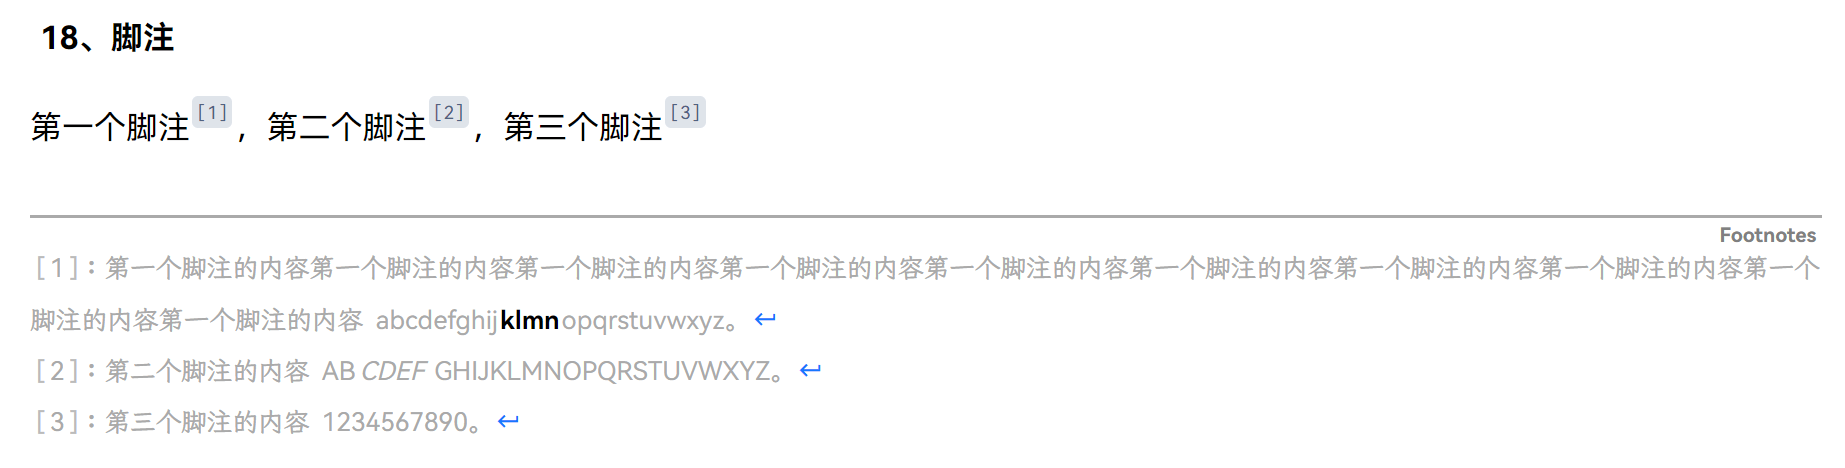 18、脚注
第一个脚注[1]，第二个脚注[2]，第三个脚注[3]
Footnotes
[1]：第一个脚注的内容第一个脚注的内容第一个脚注的内容第一个脚注的内容第一个脚注的内容第一个脚注的内容第一个脚注的内容第一个脚注的内容第一个
脚注的内容第一个脚注的内容 abcdefghijklmnopqrstuvwxyz。↩
[2]：第二个脚注的内容 ABCDEF GHIJKLMNOPQRSTUVWXYZ。↩
[3]：第三个脚注的内容 1234567890。↩